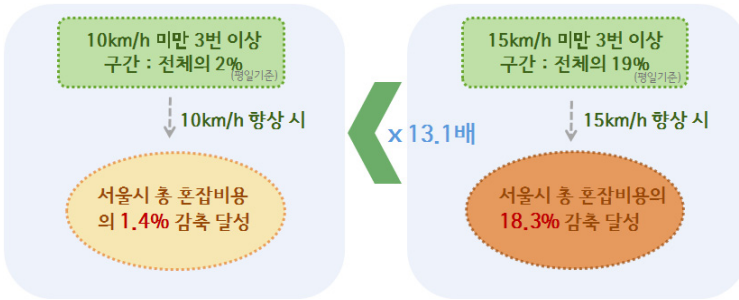 10km/h 미만 3번 이상
구간 : 전체의 2%
(평일기준)
10km/h 향상 시
서울시 총 혼잡비용
의 1.4% 감축 달성
x 13.1배
15km/h 미만 3번 이상
구간 : 전체의 19%
(평일기준)
15km/h 향상 시
서울시 총 혼잡비용의
18.3% 감축 달성